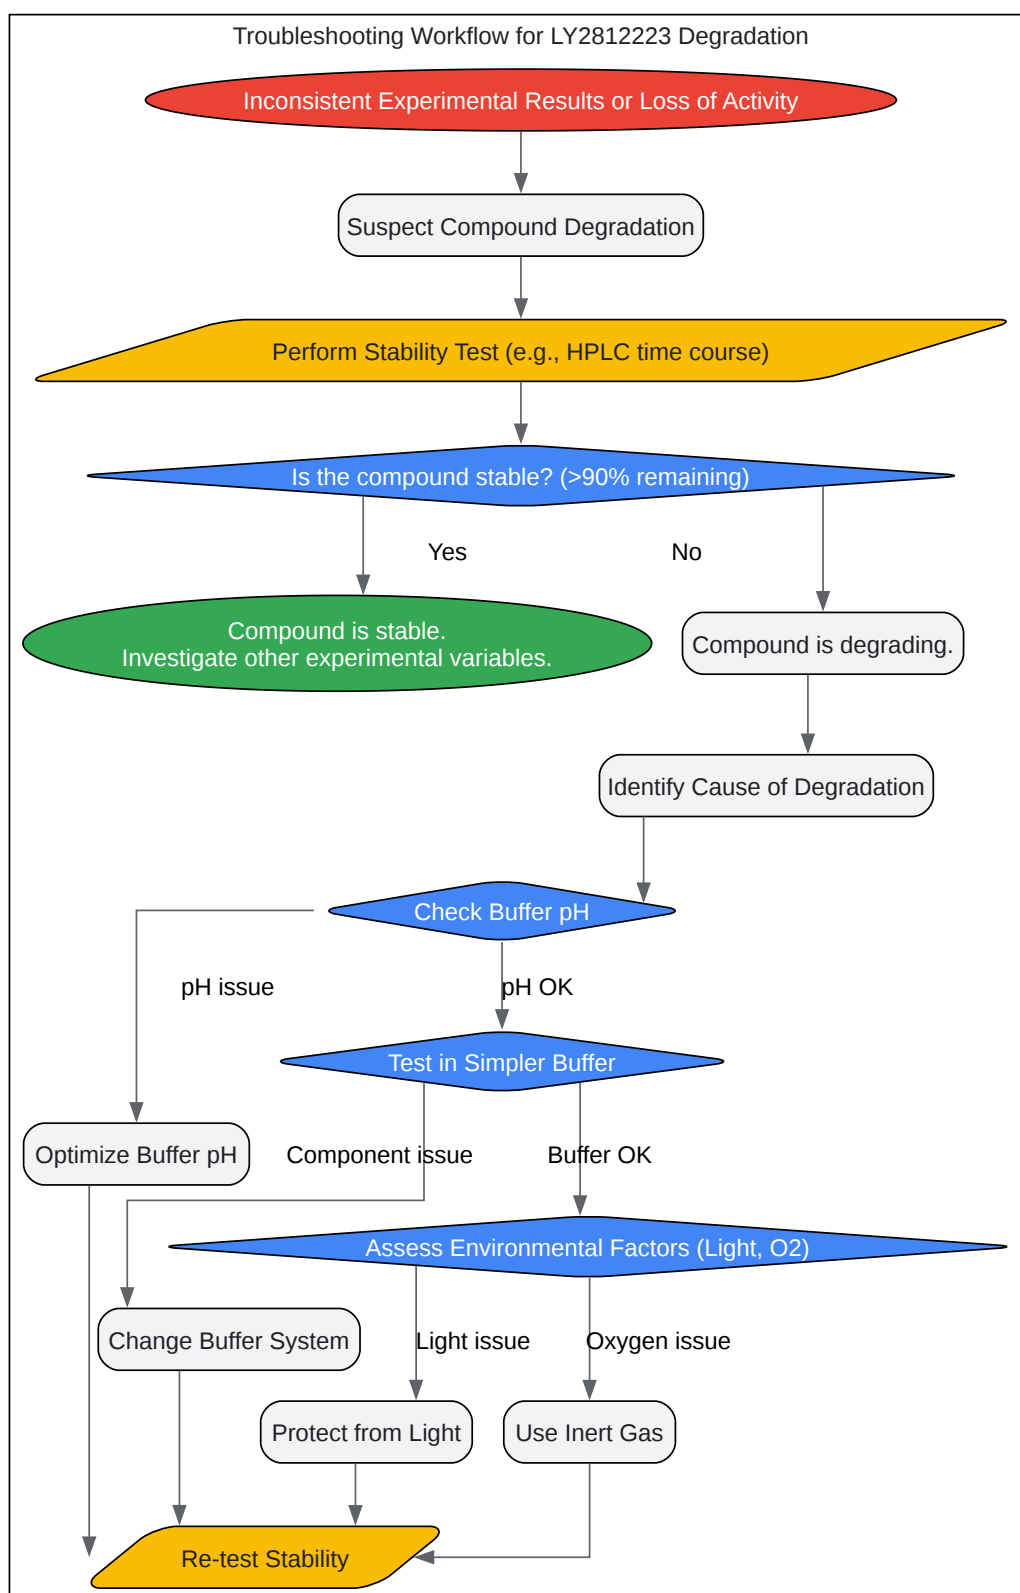 Troubleshooting Workflow for LY2812223 Degradation
Inconsistent Experimental Results or Loss of Activity
Suspect Compound Degradation
Perform Stability Test (e.g., HPLC time course)
Is the compound stable? (>90% remaining)
Yes
No
Compound is stable.
Investigate other experimental variables.
Compound is degrading.
Identify Cause of Degradation
Check Buffer pH
pH issue
pH OK
Test in Simpler Buffer
Optimize Buffer pH
Component issue
Buffer OK
Assess Environmental Factors (Light, O2)
Change Buffer System
Light issue
Oxygen issue
Protect from Light
Use Inert Gas
Re-test Stability